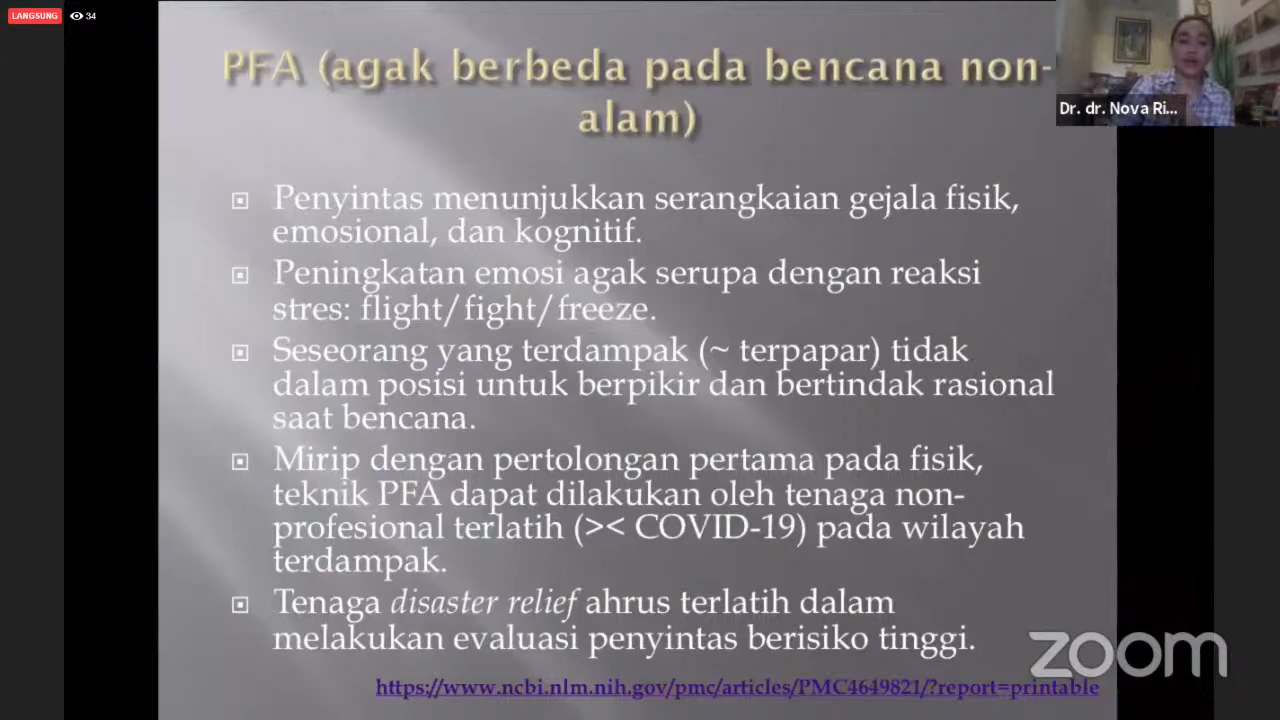 LANGSUNG 34
PFA (agak berbeda pada bencana non-
alam)
Dr. dr. Nova Ri...
Penyintas menunjukkan serangkaian gejala fisik,
emosional, dan kognitif.
Peningkatan emosi agak serupa dengan reaksi
stres: flight/fight/freeze.
Seseorang yang terdampak (~ terpapar) tidak
dalam posisi untuk berpikir dan bertindak rasional
saat bencana.
Mirip dengan pertolongan pertama pada fisik,
teknik PFA dapat dilakukan oleh tenaga non-
profesional terlatih (>< COVID-19) pada wilayah
terdampak.
Tenaga disaster relief ahrus terlatih dalam
melakukan evaluasi penyintas berisiko tinggi.
zoom
https://www.ncbi.nlm.nih.gov/pmc/articles/PMC4649821/?report=printable